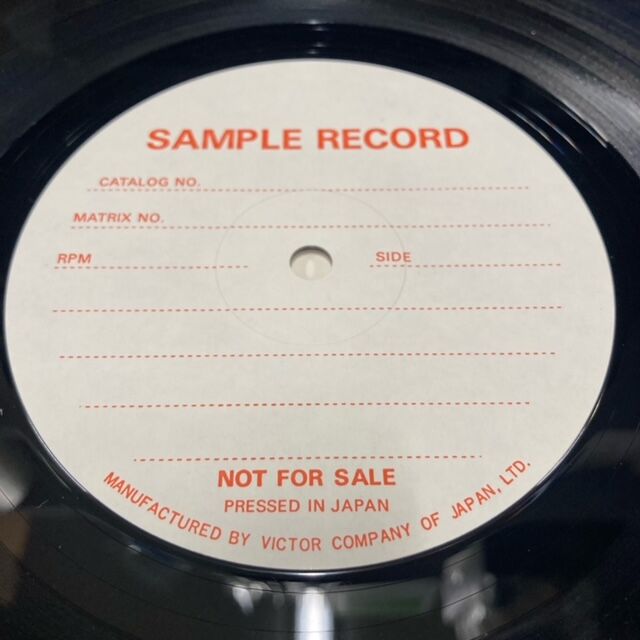 SAMPLE RECORD
CATALOG NO.
MATRIX NO.
RPM SIDE
NOT FOR SALE
PRESSED IN JAPAN
MANUFACTURED BY VICTOR COMPANY OF JAPAN, LTD.